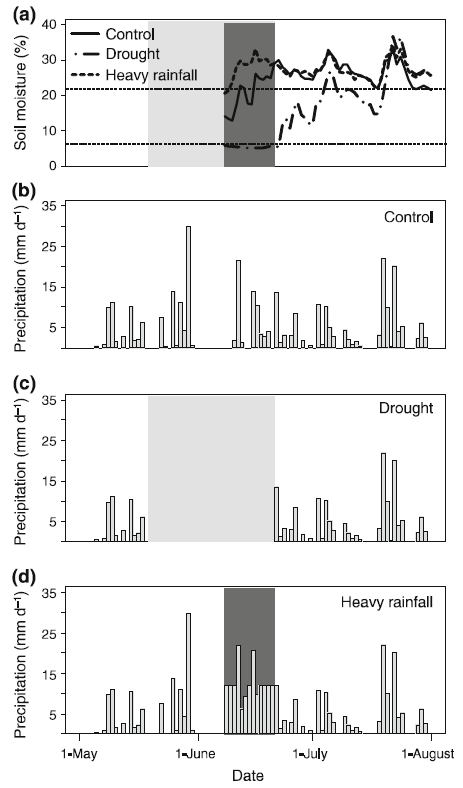 (a)
Soil moisture (%)
40
30
20
10
0
Control
Drought
Heavy rainfall
(b)
Precipitation (mm d–1)
35
25
15
5
Control
(c)
Precipitation (mm d–1)
35
25
15
5
Drought
(d)
Precipitation (mm d–1)
35
25
15
5
0
Heavy rainfall
1-May
1-June
1-July
1-August
Date